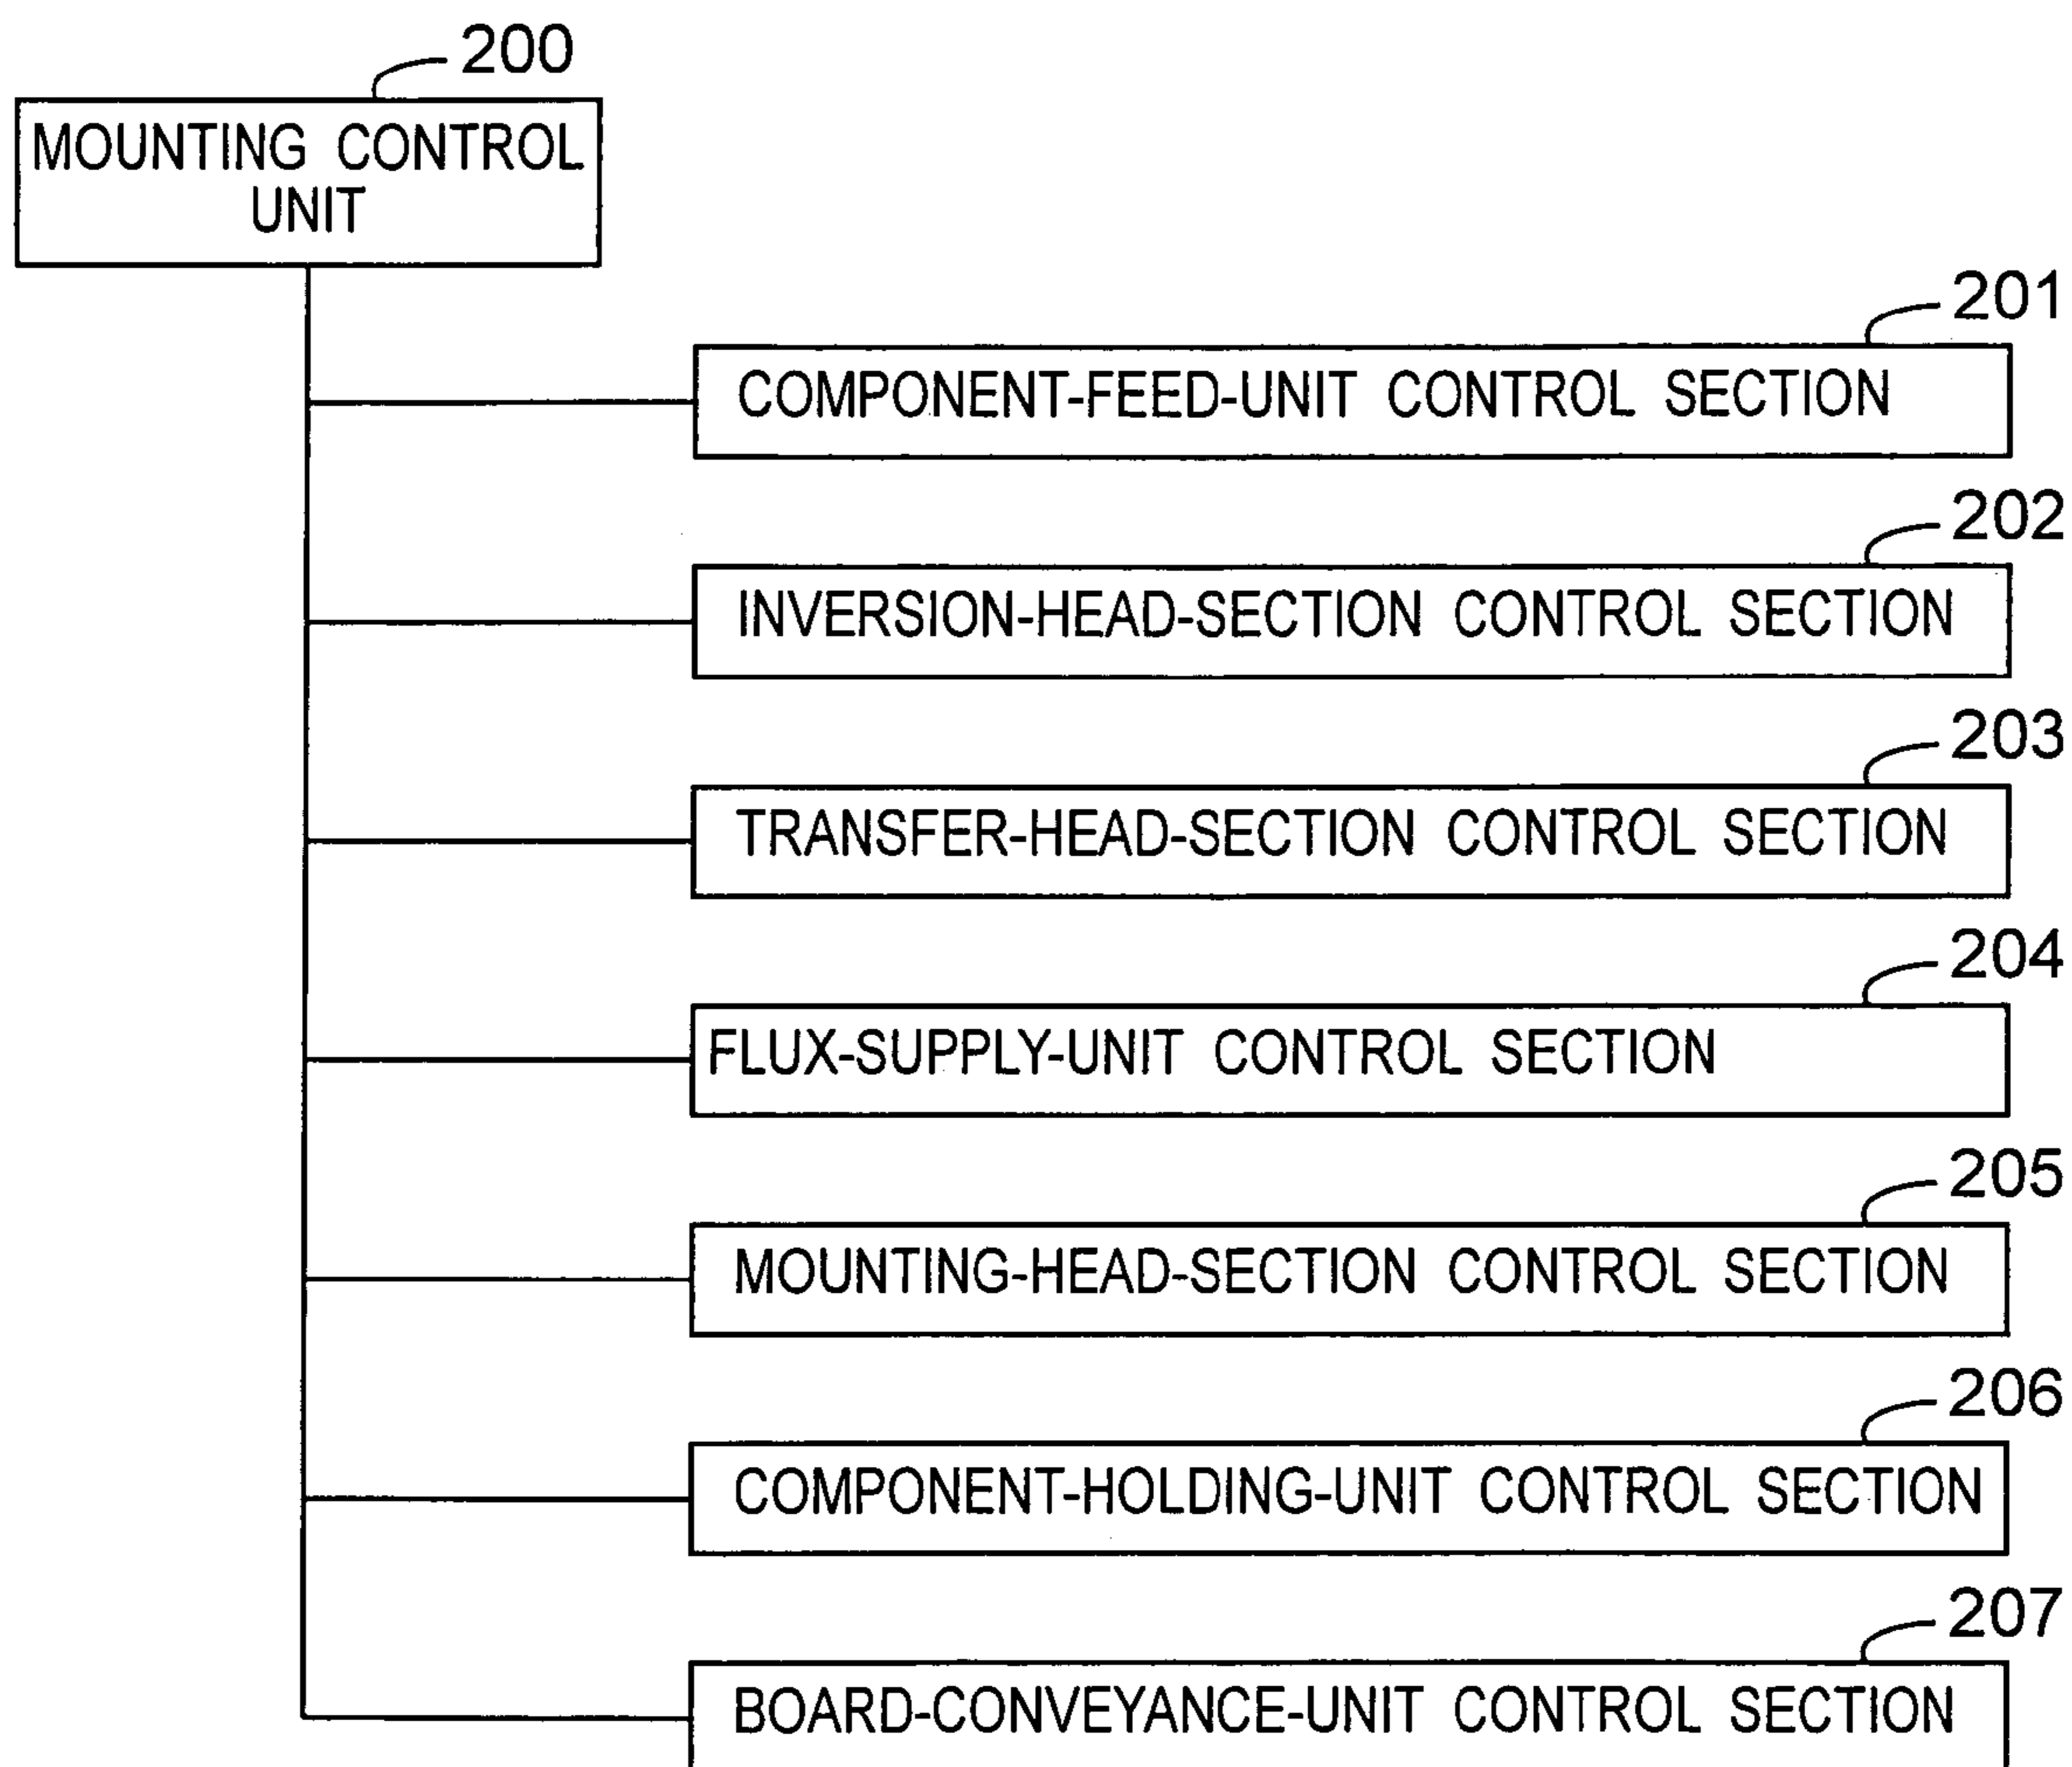 200
MOUNTING CONTROL
UNIT
201
COMPONENT-FEED-UNIT CONTROL SECTION
202
INVERSION-HEAD-SECTION CONTROL SECTION
203
TRANSFER-HEAD-SECTION CONTROL SECTION
204
FLUX-SUPPLY-UNIT CONTROL SECTION
205
MOUNTING-HEAD-SECTION CONTROL SECTION
206
COMPONENT-HOLDING-UNIT CONTROL SECTION
207
BOARD-CONVEYANCE-UNIT CONTROL SECTION